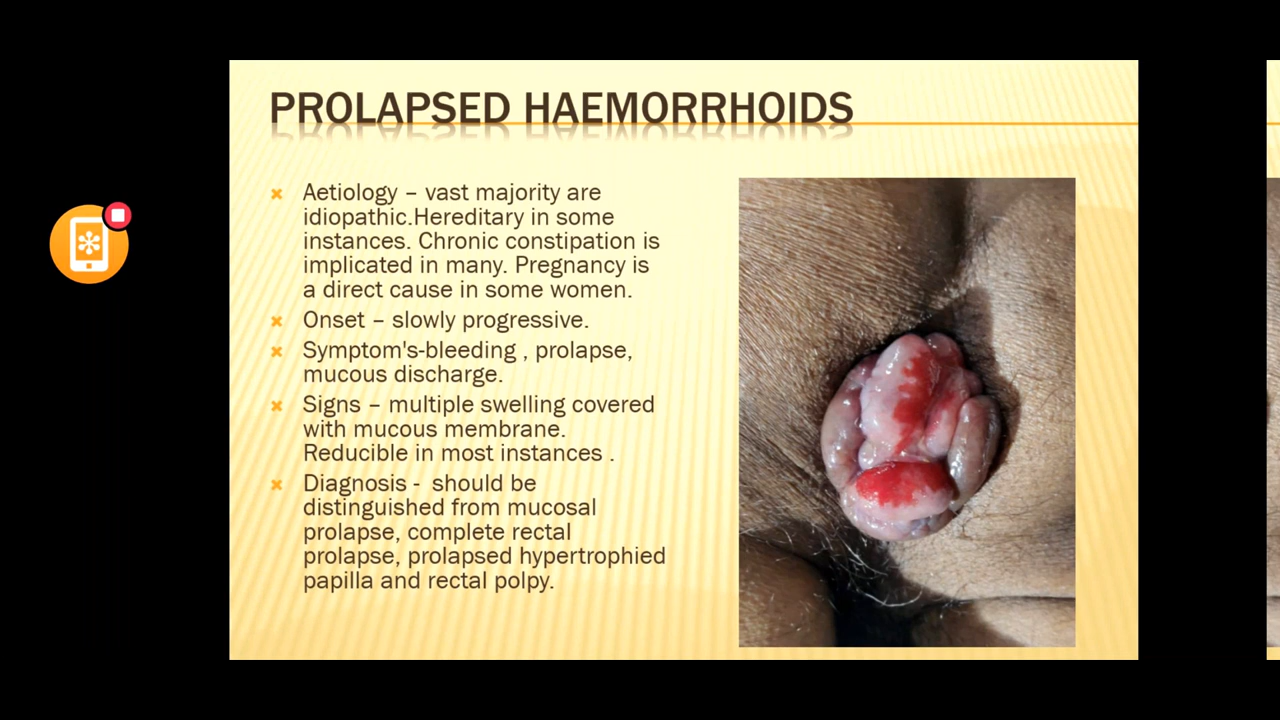 PROLAPSED HAEMORRHOIDS
Aetiology – vast majority are
idiopathic.Hereditary in some
instances. Chronic constipation is
implicated in many. Pregnancy is
a direct cause in some women.
Onset – slowly progressive.
Symptom's-bleeding , prolapse,
mucous discharge.
Signs – multiple swelling covered
with mucous membrane.
Reducible in most instances .
Diagnosis - should be
distinguished from mucosal
prolapse, complete rectal
prolapse, prolapsed hypertrophied
papilla and rectal polpy.